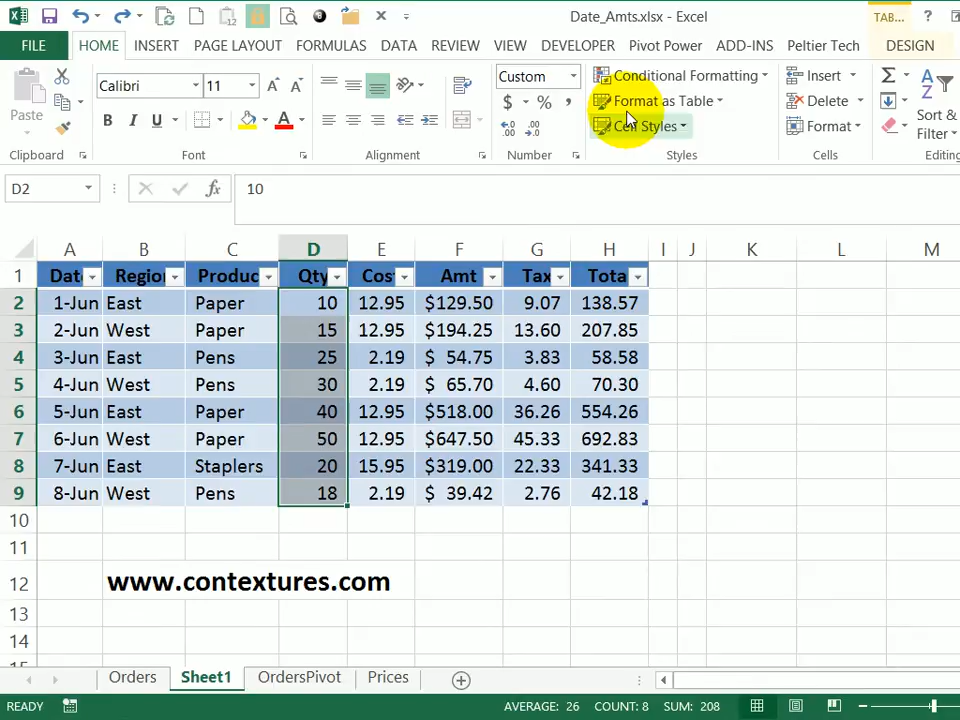 12
Date_Amts.xlsx - Excel
TAB...
?
FILE
HOME
INSERT
PAGE LAYOUT
FORMULAS
DATA
REVIEW
VIEW
DEVELOPER
Pivot Power
ADD-INS
Peltier Tech
DESIGN
Paste
Calibri
11
B I U
A A
A
Custom
$ % ,
Conditional Formatting
Format as Table
Cell Styles
Insert
Delete
Format
Σ
Sort &
Filter
Clipboard
Font
Alignment
Number
Styles
Cells
Editing
D2
fx
10
A B C D E F G H I J K L M
1 Dat Regio Produc Qty Cos Amt Tax Tota
2 1-Jun East Paper 10 12.95 $129.50 9.07 138.57
3 2-Jun West Paper 15 12.95 $194.25 13.60 207.85
4 3-Jun East Pens 25 2.19 $ 54.75 3.83 58.58
5 4-Jun West Pens 30 2.19 $ 65.70 4.60 70.30
6 5-Jun East Paper 40 12.95 $518.00 36.26 554.26
7 6-Jun West Paper 50 12.95 $647.50 45.33 692.83
8 7-Jun East Staplers 20 15.95 $319.00 22.33 341.33
9 8-Jun West Pens 18 2.19 $ 39.42 2.76 42.18
10
11
12 www.contextures.com
13
14
15
Orders
Sheet1
OrdersPivot
Prices
READY
AVERAGE: 26
COUNT: 8
SUM: 208